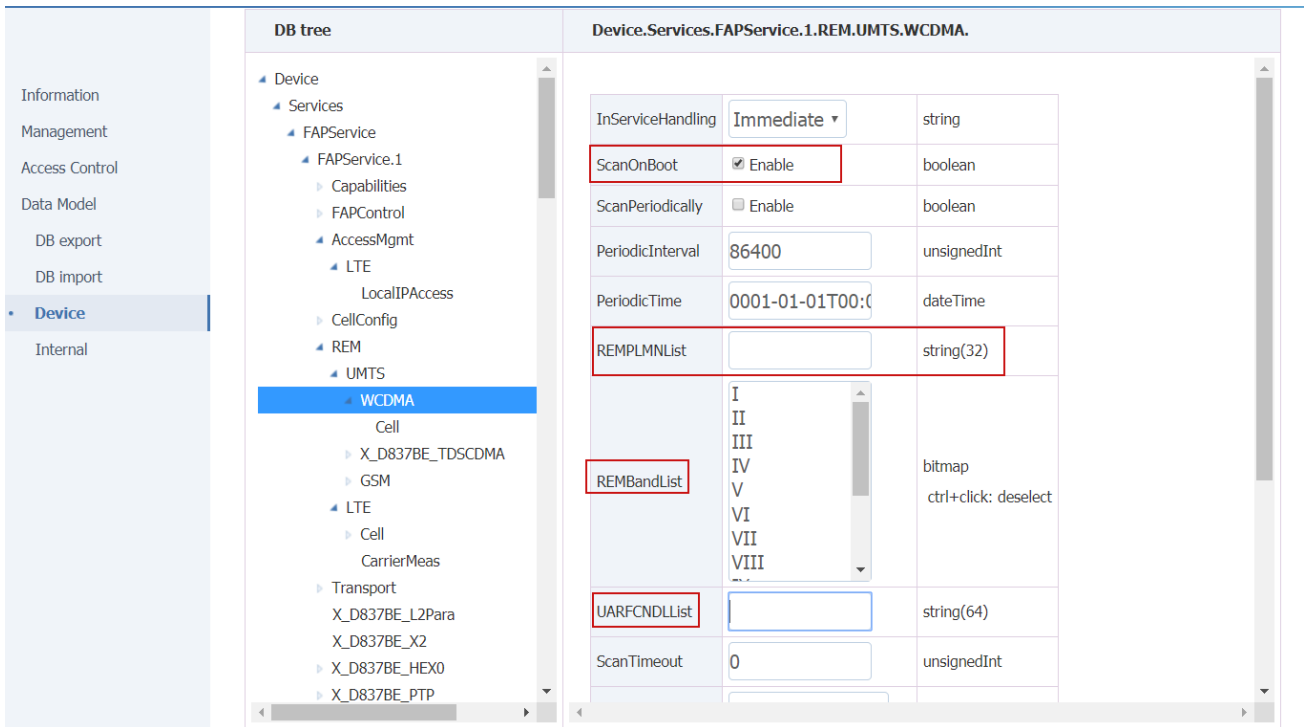 DB tree
Device.Services.FAPService.1.REM.UMTS.WCDMA.
Information
Management
Access Control
Data Model
DB export
DB import
• Device
Internal
Device
Services
FAPService
FAPService.1
Capabilities
FAPControl
AccessMgmt
LTE
LocalIPAccess
CellConfig
REM
UMTS
WCDMA
Cell
X_D837BE_TDSCDMA
GSM
LTE
Cell
CarrierMeas
Transport
X_D837BE_L2Para
X_D837BE_X2
X_D837BE_HEX0
X_D837BE_PTP
InServiceHandling Immediate string
ScanOnBoot Enable boolean
ScanPeriodically Enable boolean
PeriodicInterval 86400 unsignedInt
PeriodicTime 0001-01-01T00:0 dateTime
REMPLMNList string(32)
REMBandList
I
II
III
IV
V
VI
VII
VIII
bitmap
ctrl+click: deselect
UARFCNDLList string(64)
ScanTimeout 0 unsignedInt